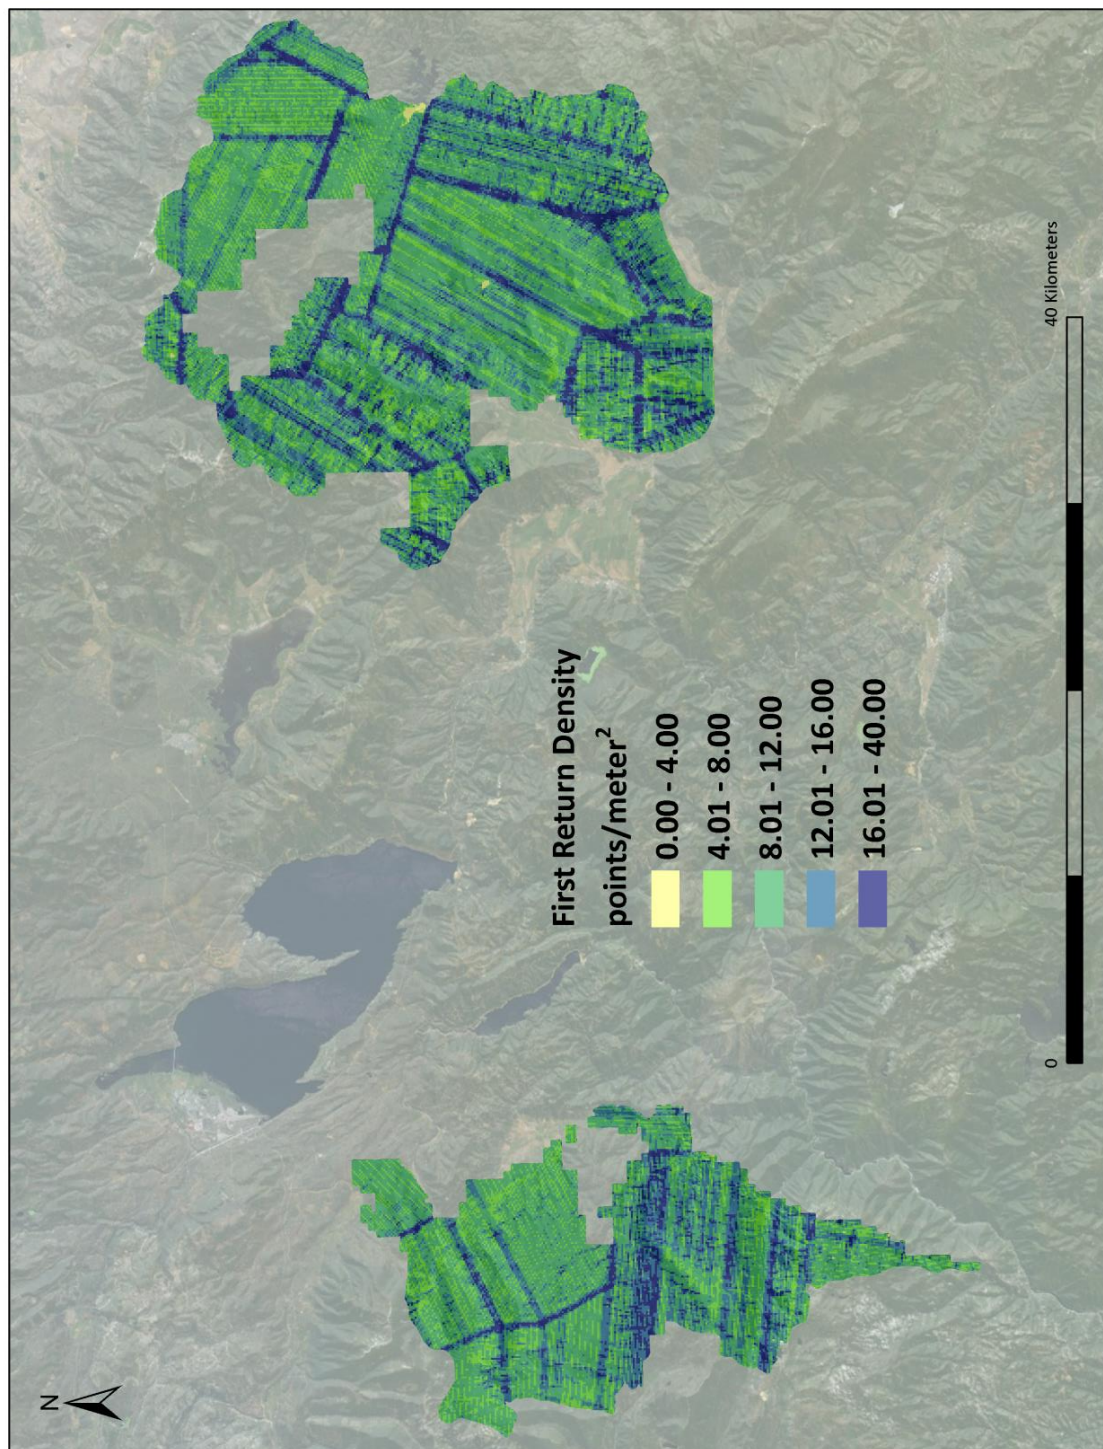 N
First Return Density
points/meter²
0.00 - 4.00
4.01 - 8.00
8.01 - 12.00
12.01 - 16.00
16.01 - 40.00
0
40 Kilometers